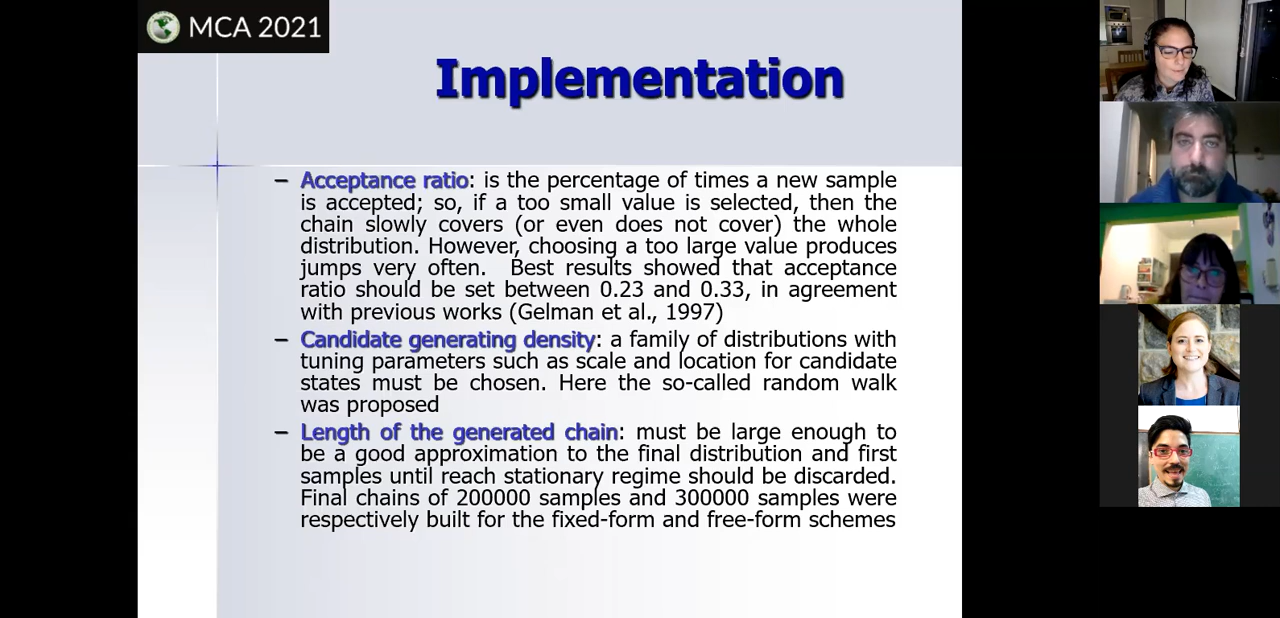 MCA 2021
Implementation
– Acceptance ratio: is the percentage of times a new sample
is accepted; so, if a too small value is selected, then the
chain slowly covers (or even does not cover) the whole
distribution. However, choosing a too large value produces
jumps very often. Best results showed that acceptance
ratio should be set between 0.23 and 0.33, in agreement
with previous works (Gelman et al., 1997)
– Candidate generating density: a family of distributions with
tuning parameters such as scale and location for candidate
states must be chosen. Here the so-called random walk
was proposed
– Length of the generated chain: must be large enough to
be a good approximation to the final distribution and first
samples until reach stationary regime should be discarded.
Final chains of 200000 samples and 300000 samples were
respectively built for the fixed-form and free-form schemes